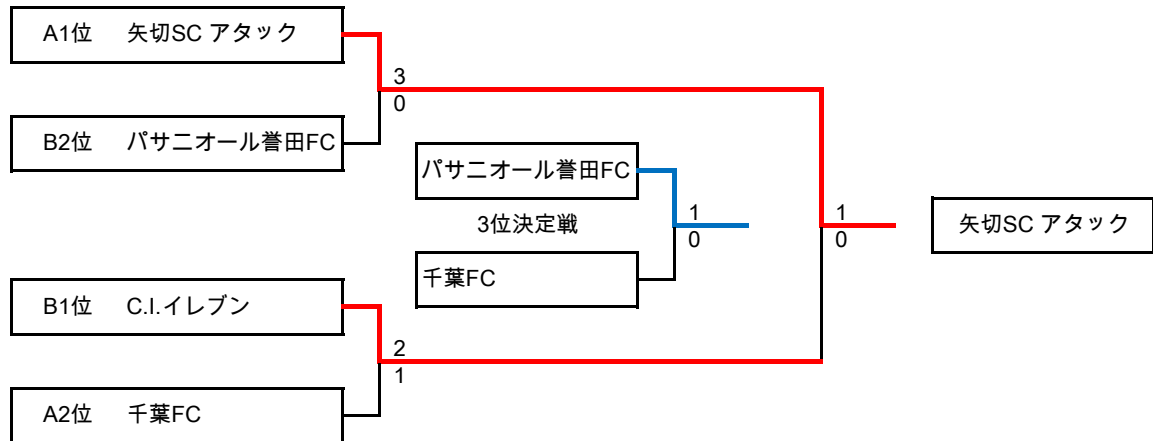 A1位 矢切SC アタック
3
0
B2位 パサニオール誉田FC
パサニオール誉田FC
3位決定戦
1
0
1
0
矢切SC アタック
千葉FC
B1位 C.I.イレブン
2
1
A2位 千葉FC